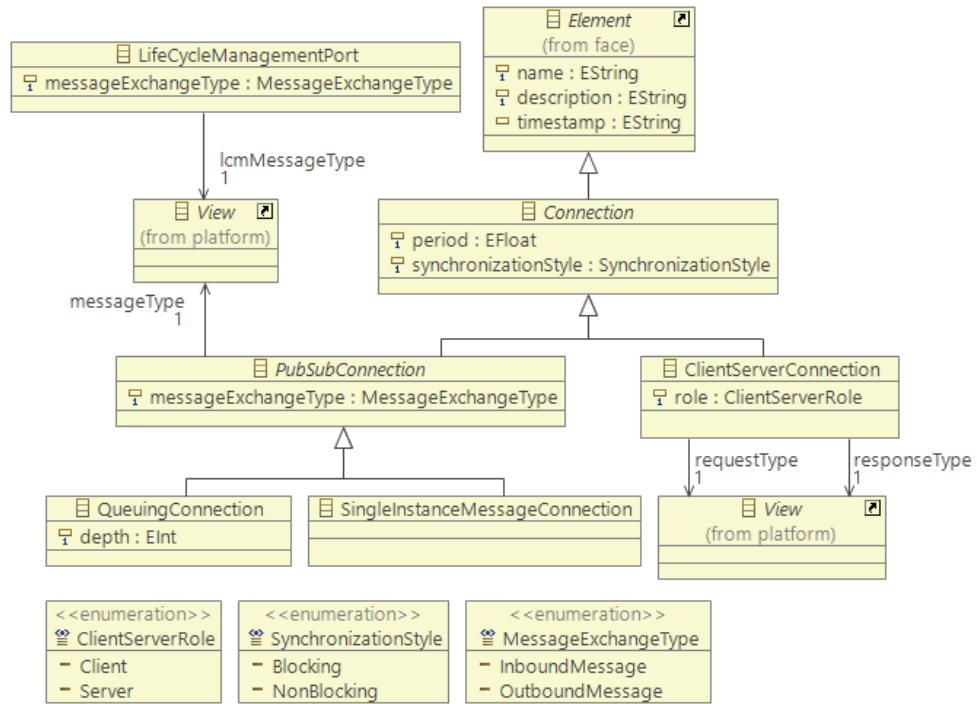 Element
(from face)
name : EString
description : EString
timestamp : EString
LifeCycleManagementPort
messageExchangeType : MessageExchangeType
lcmMessageType
1
View
(from platform)
Connection
period : EFloat
synchronizationStyle : SynchronizationStyle
messageType
1
PubSubConnection
messageExchangeType : MessageExchangeType
ClientServerConnection
role : ClientServerRole
requestType
1
responseType
1
QueuingConnection
depth : EInt
SingleInstanceMessageConnection
View
(from platform)
<<enumeration>>
ClientServerRole
Client
Server
<<enumeration>>
SynchronizationStyle
Blocking
NonBlocking
<<enumeration>>
MessageExchangeType
InboundMessage
OutboundMessage